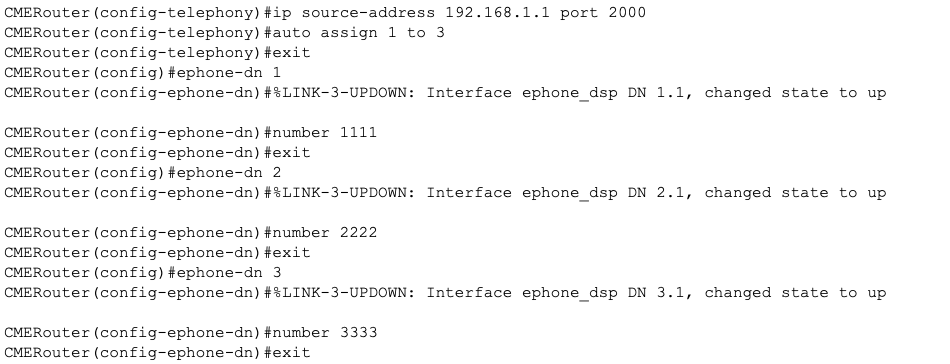 CMERouter(config-telephony)#ip source-address 192.168.1.1 port 2000
CMERouter(config-telephony)#auto assign 1 to 3
CMERouter(config-telephony)#exit
CMERouter(config)#ephone-dn 1
CMERouter(config-ephone-dn)#%LINK-3-UPDOWN: Interface ephone_dsp DN 1.1, changed state to up
CMERouter(config-ephone-dn)#number 1111
CMERouter(config-ephone-dn)#exit
CMERouter(config)#ephone-dn 2
CMERouter(config-ephone-dn)#%LINK-3-UPDOWN: Interface ephone_dsp DN 2.1, changed state to up
CMERouter(config-ephone-dn)#number 2222
CMERouter(config-ephone-dn)#exit
CMERouter(config)#ephone-dn 3
CMERouter(config-ephone-dn)#%LINK-3-UPDOWN: Interface ephone_dsp DN 3.1, changed state to up
CMERouter(config-ephone-dn)#number 3333
CMERouter(config-ephone-dn)#exit